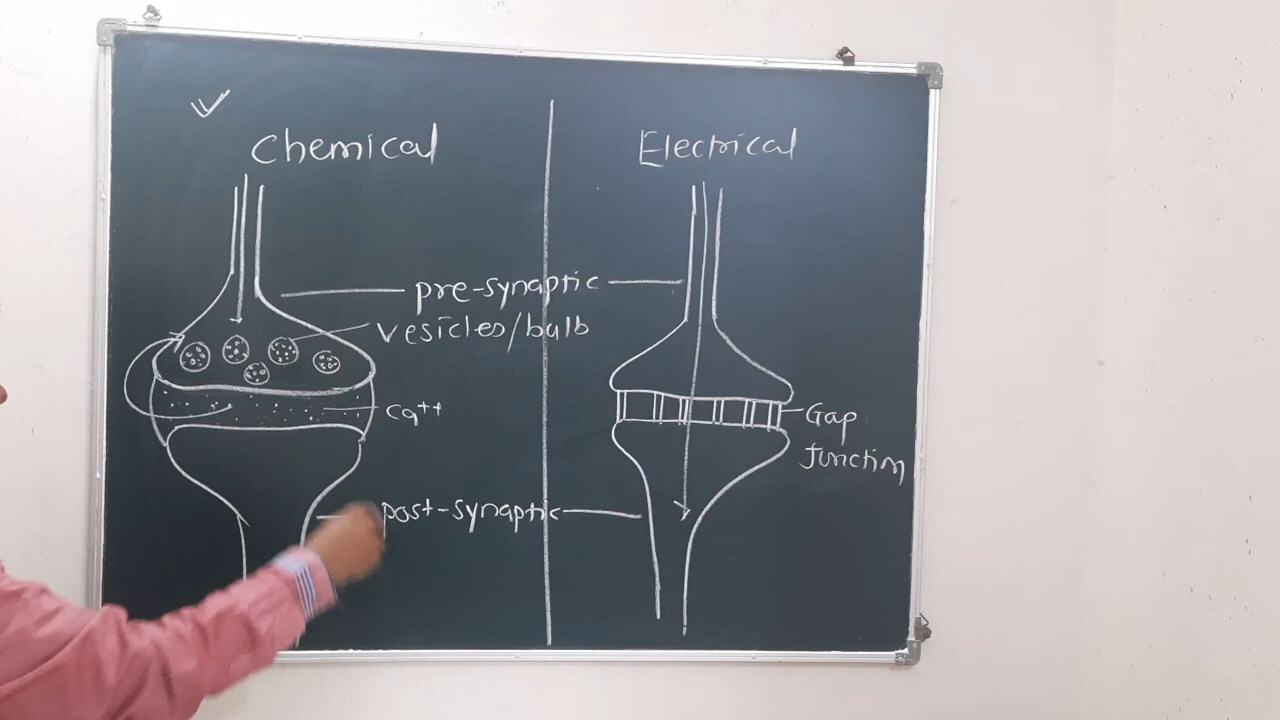 Chemical
Electrical
pre-synaptic
vesicles/bulb
Ca++
Gap
Junction
post-synaptic